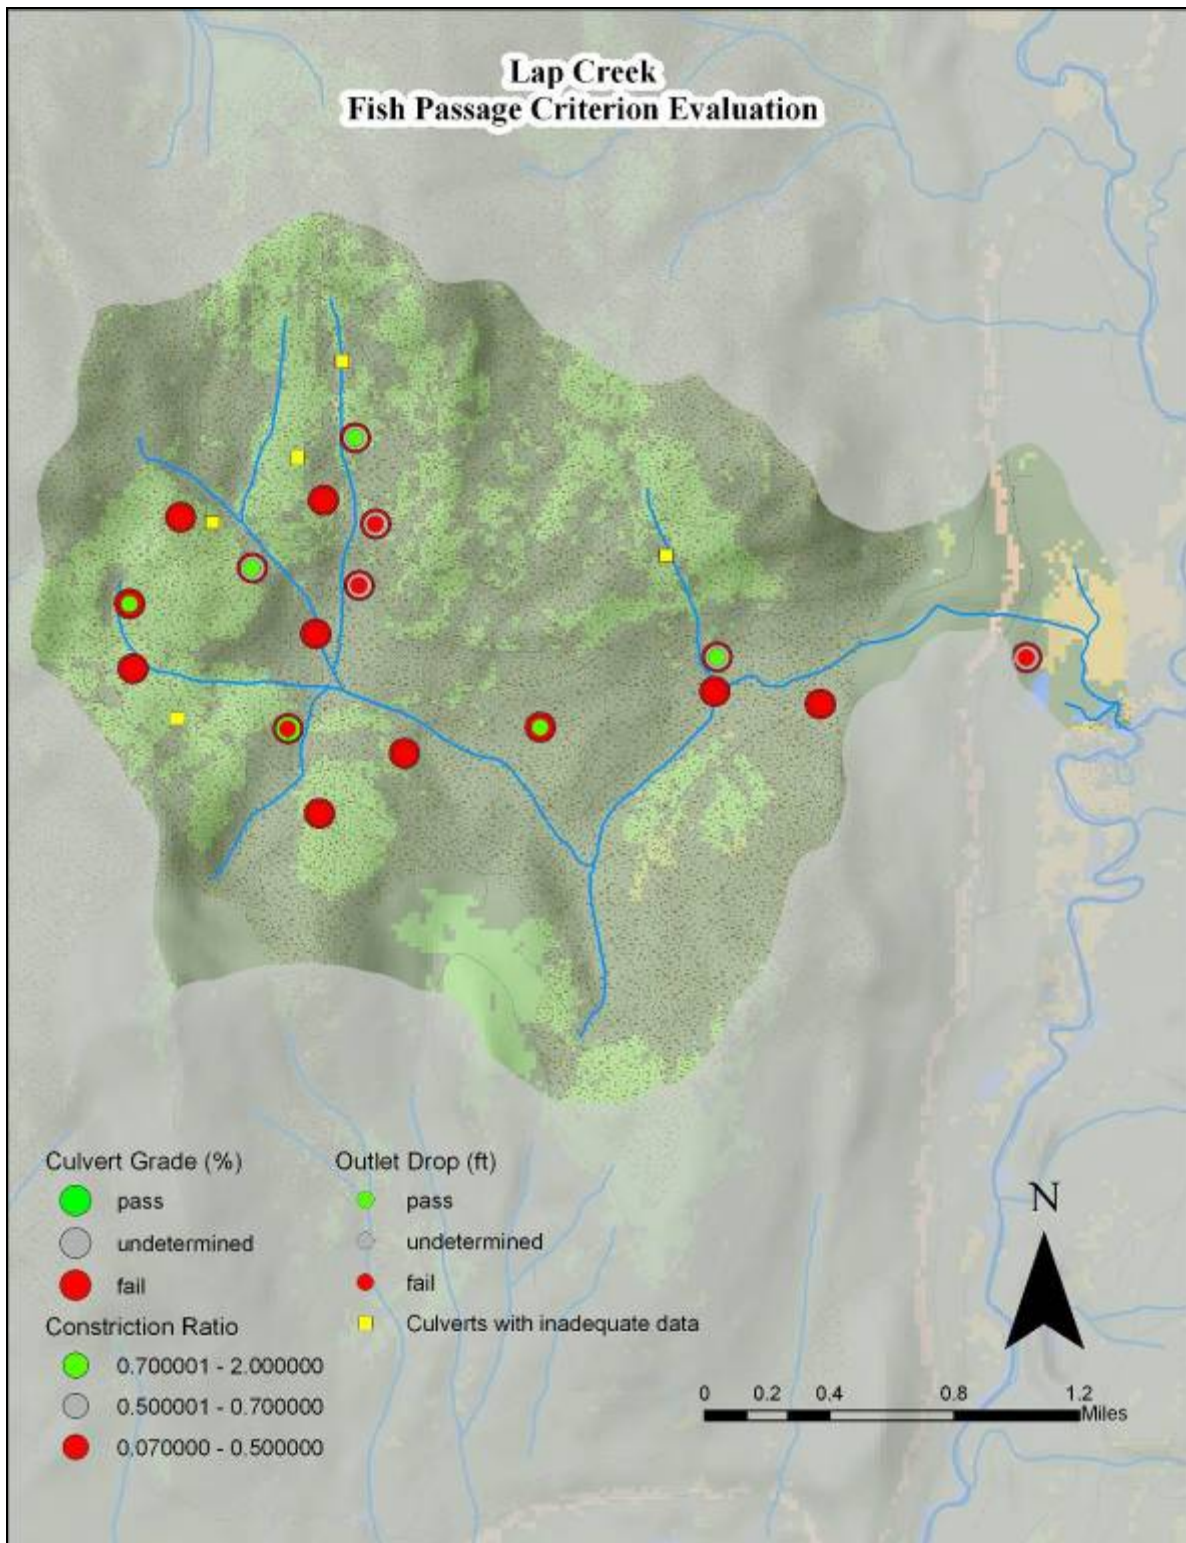 Lap Creek
Fish Passage Criterion Evaluation
Culvert Grade (%)
pass
undetermined
fail
Constriction Ratio
0.700001 - 2.000000
0.500001 - 0.700000
0.070000 - 0.500000
Outlet Drop (ft)
pass
undetermined
fail
Culverts with inadequate data
N
0 0.2 0.4 0.8 1.2
Miles